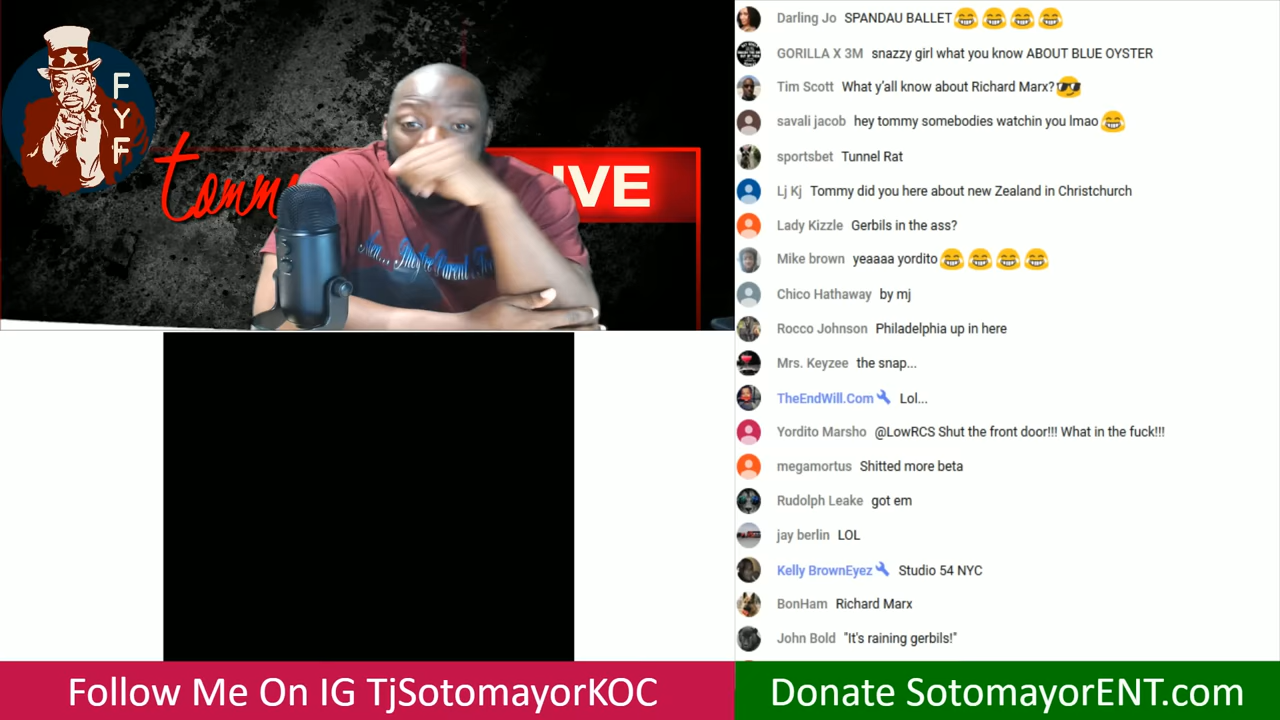 FYF
tomm
IVE
Darling Jo SPANDAU BALLET😂 😂 😂 😂
GORILLA X 3M snazzy girl what you know ABOUT BLUE OYSTER
Tim Scott What y'all know about Richard Marx?😎
savali jacob hey tommy somebodies watchin you lmao 😂
sportsbet Tunnel Rat
Lj Kj Tommy did you here about new Zealand in Christchurch
Lady Kizzle Gerbils in the ass?
Mike brown yeaaaa yordito😂 😂 😂 😂
Chico Hathaway by mj
Rocco Johnson Philadelphia up in here
Mrs. Keyzee the snap...
TheEndWill.Com Lol...
Yordito Marsho @LowRCS Shut the front door!!! What in the fuck!!!
megamortus Shitted more beta
Rudolph Leake got em
jay berlin LOL
Kelly BrownEyez Studio 54 NYC
BonHam Richard Marx
John Bold "It's raining gerbils!"
Follow Me On IG TjSotomayorKOC
Donate SotomayorENT.com